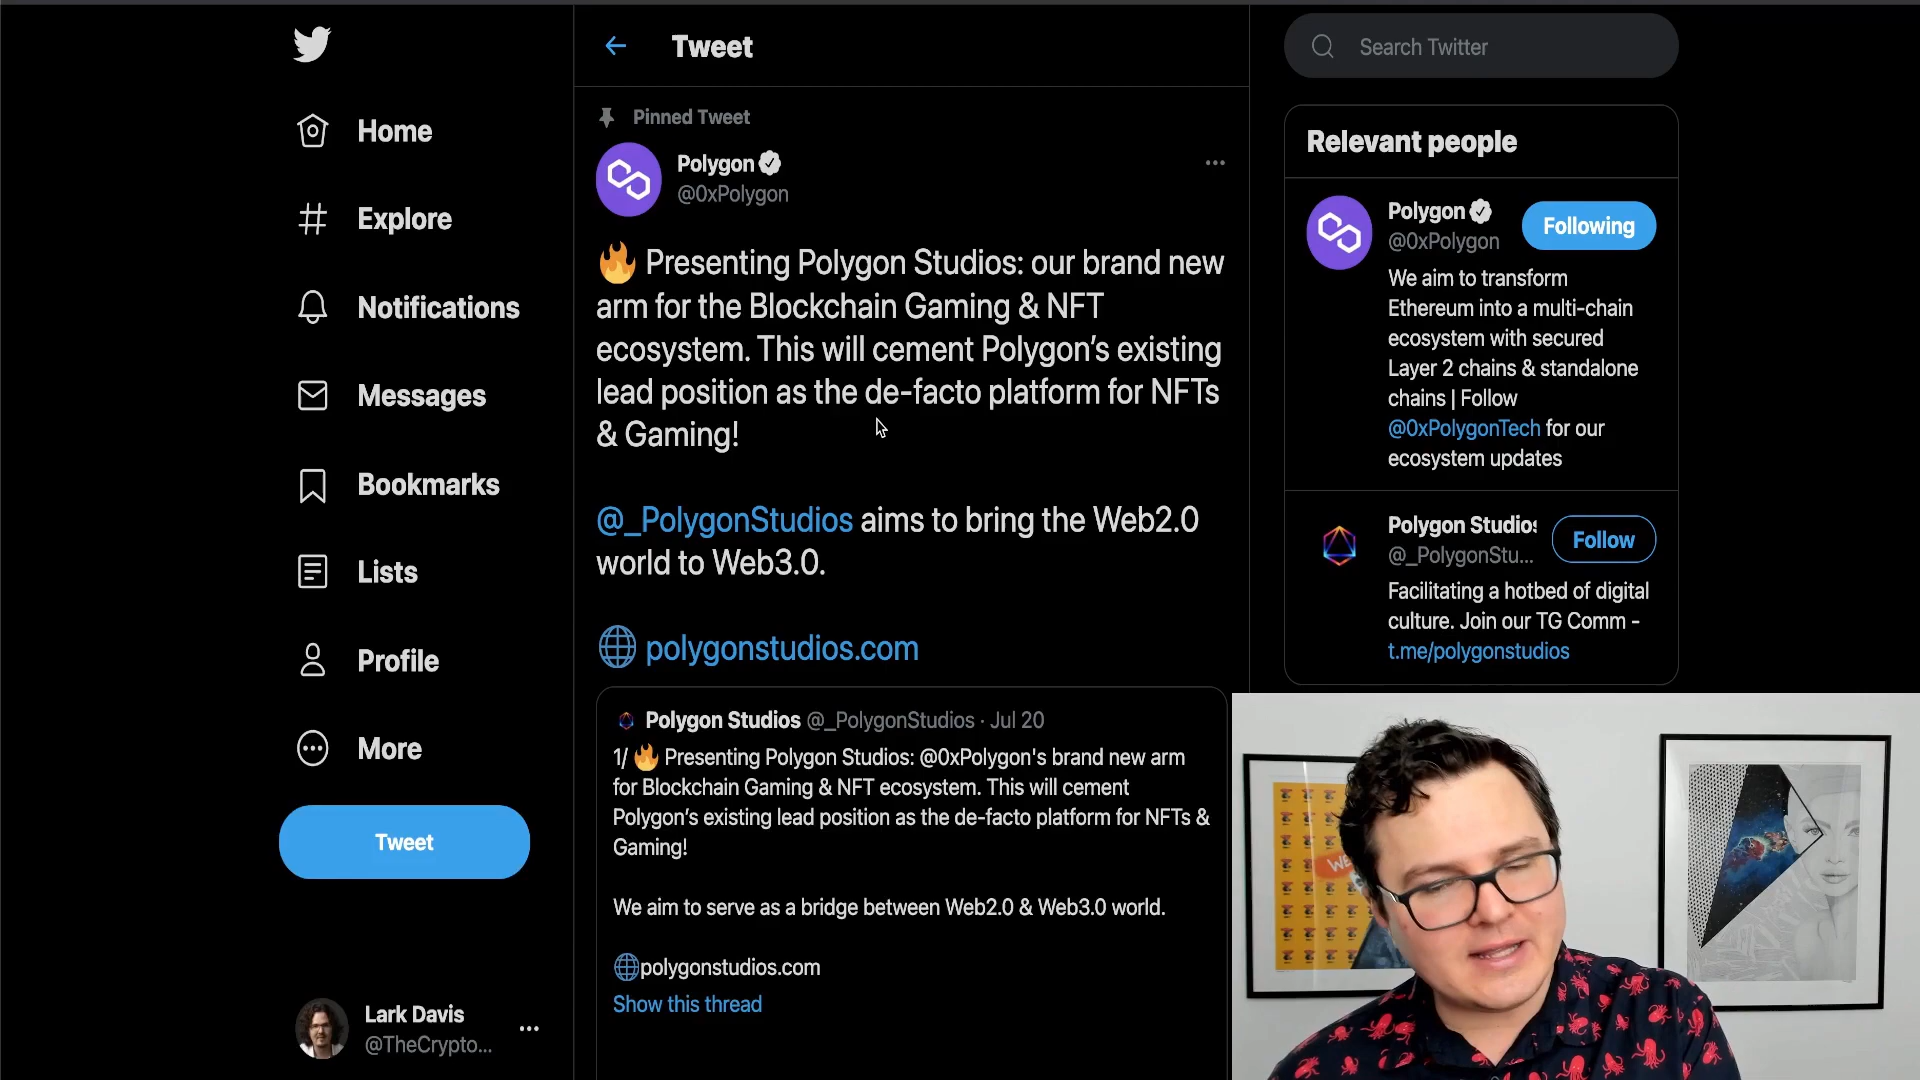 Home
Explore
Notifications
Messages
Bookmarks
Lists
Profile
More
Tweet
Lark Davis
@TheCrypto...
Tweet
Pinned Tweet
Polygon
@0xPolygon
🔥 Presenting Polygon Studios: our brand new
arm for the Blockchain Gaming & NFT
ecosystem. This will cement Polygon's existing
lead position as the de-facto platform for NFTs
& Gaming!
@_PolygonStudios aims to bring the Web2.0
world to Web3.0.
🌐 polygonstudios.com
Polygon Studios @_PolygonStudios · Jul 20
1/ 🔥 Presenting Polygon Studios: @0xPolygon's brand new arm
for Blockchain Gaming & NFT ecosystem. This will cement
Polygon's existing lead position as the de-facto platform for NFTs &
Gaming!
We aim to serve as a bridge between Web2.0 & Web3.0 world.
🌐polygonstudios.com
Show this thread
Search Twitter
Relevant people
Polygon
@0xPolygon
Following
We aim to transform
Ethereum into a multi-chain
ecosystem with secured
Layer 2 chains & standalone
chains | Follow
@0xPolygonTech for our
ecosystem updates
Polygon Studios
@_PolygonStu...
Follow
Facilitating a hotbed of digital
culture. Join our TG Comm -
t.me/polygonstudios